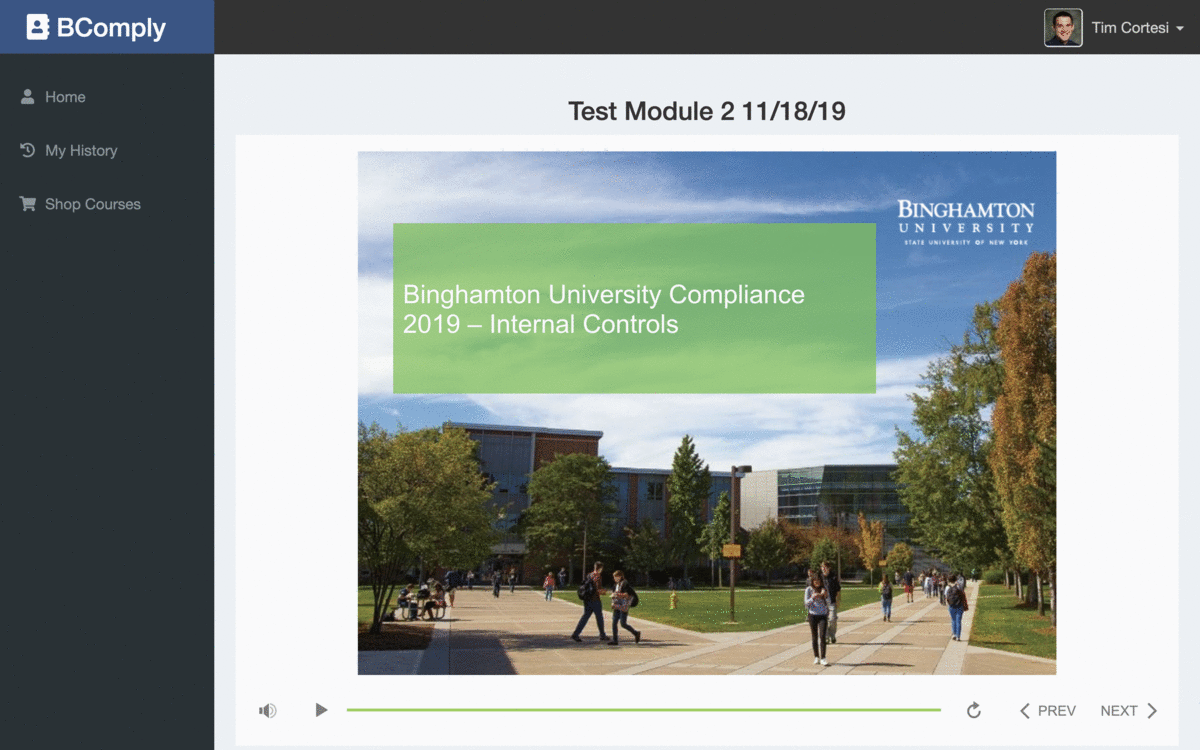 BComply
Tim Cortesi
Home
My History
Shop Courses
Test Module 2 11/18/19
BINGHAMTON
UNIVERSITY
STATE UNIVERSITY OF NEW YORK
Binghamton University Compliance
2019 – Internal Controls
PREV
NEXT